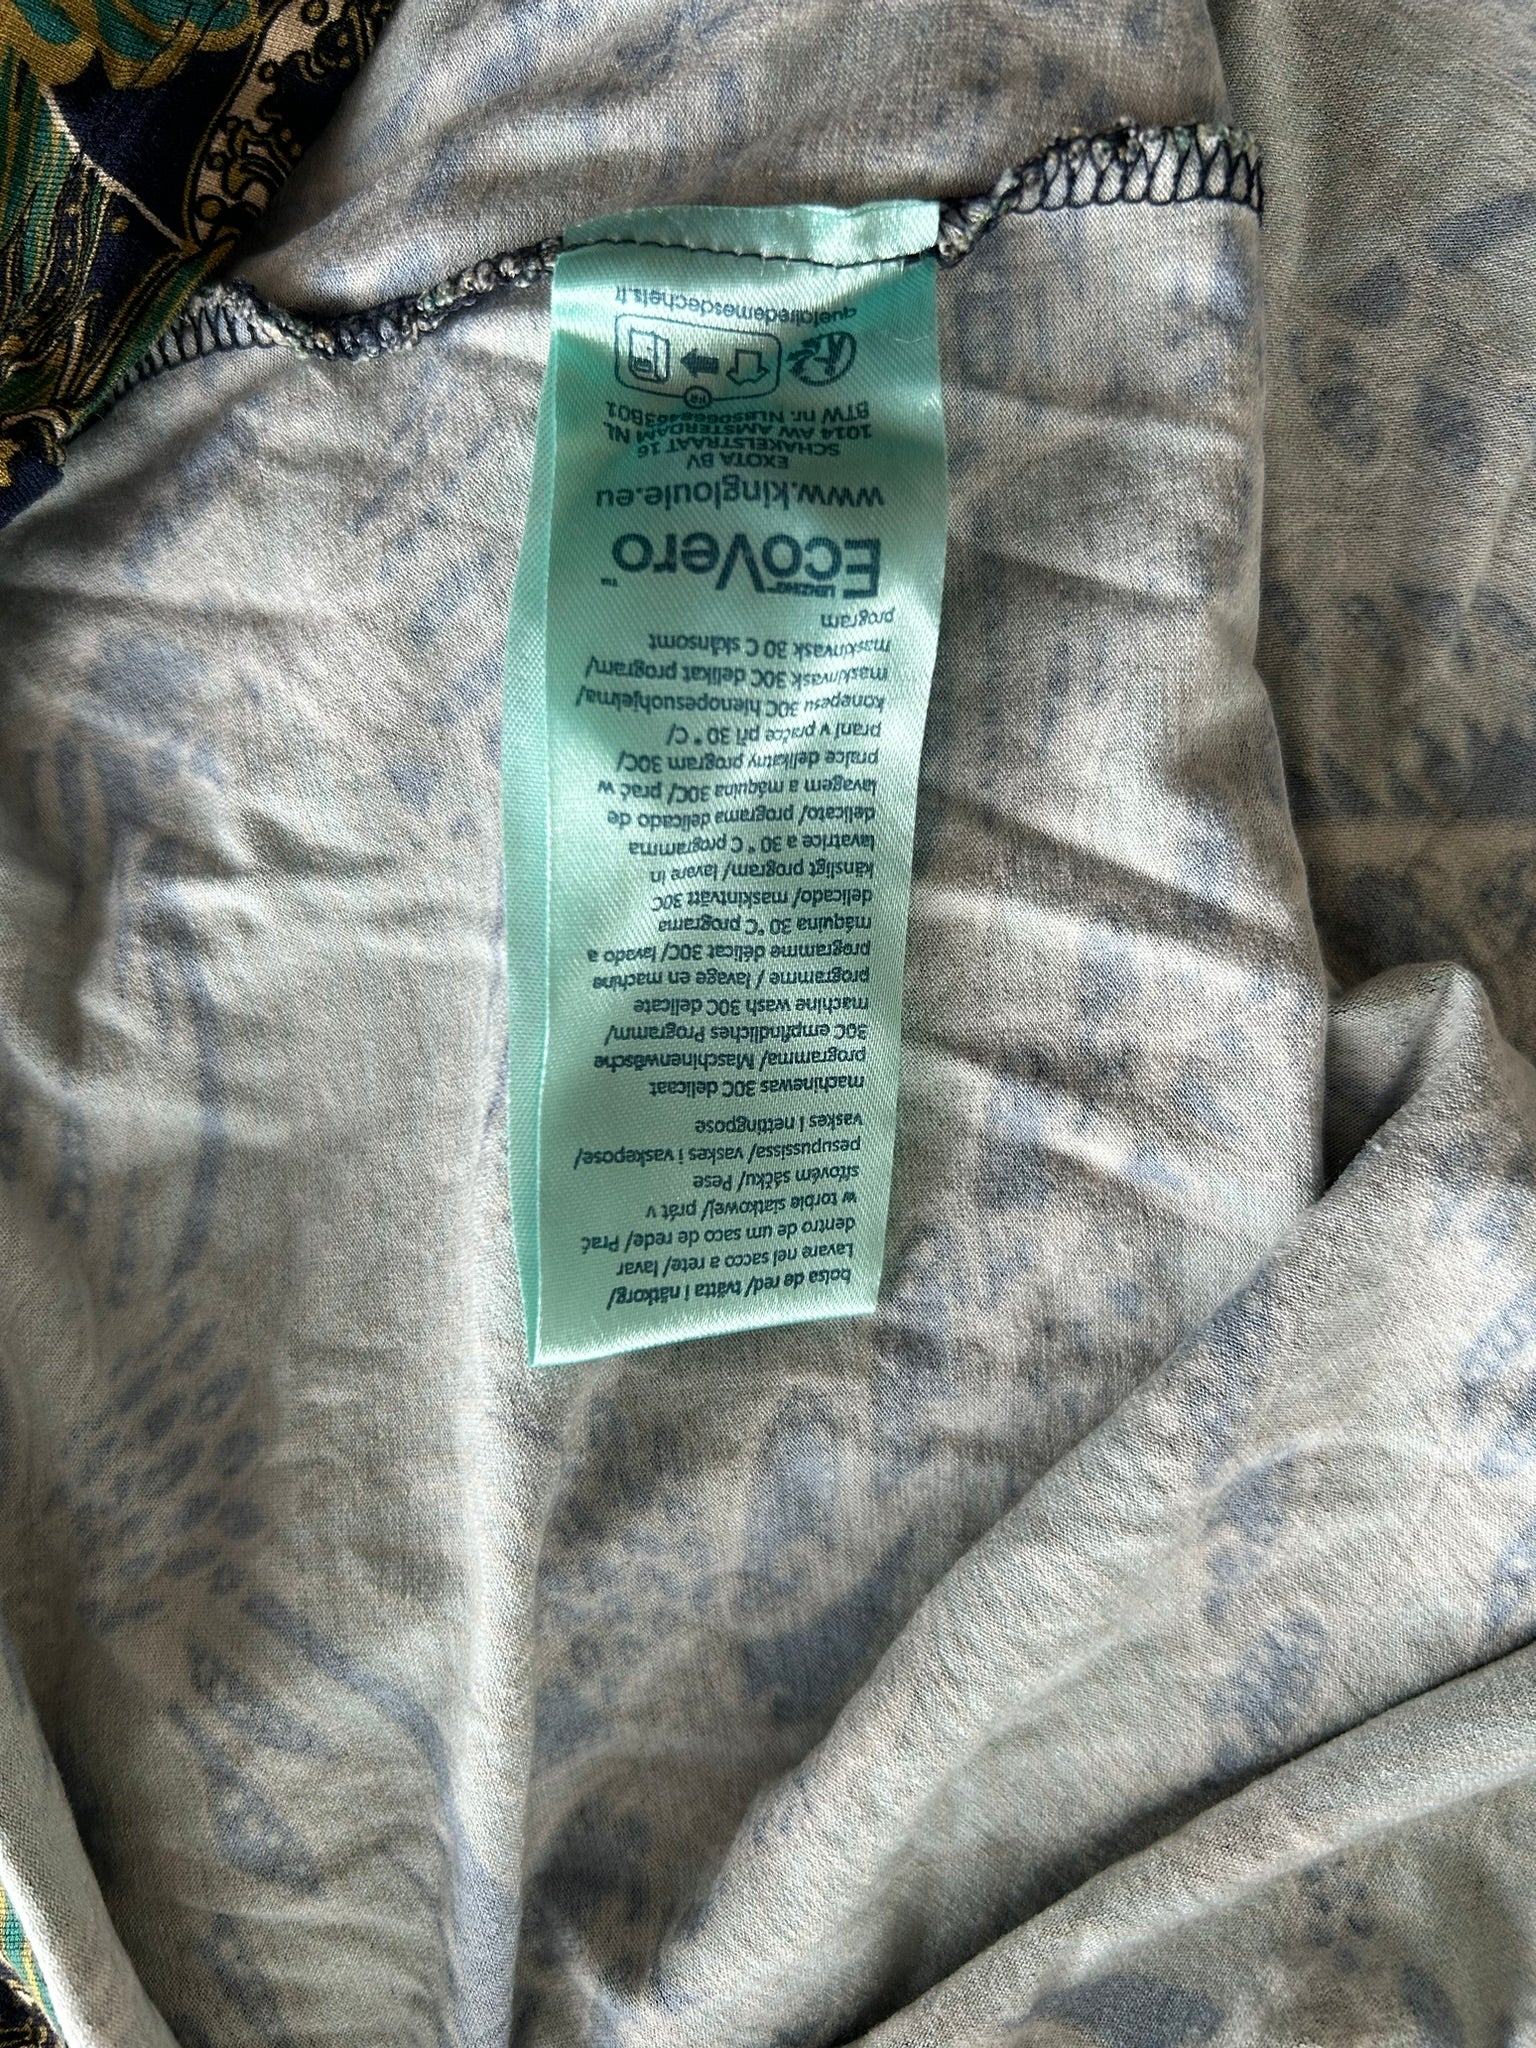 bolsa de red/ tvätta i nätkorg/
Lavare nel sacco a rete/ lavar
dentro de um saco de rede/ Prać
w torbie siatkowej/ prát v
síťovém sáčku/ Pese
pesupussissa/ vaskes i vaskepose/
vaskes i nettingpose
machinewas 30C delicaat
programma/ Maschinenwäsche
30C empfindliches Programm/
machine wash 30C delicate
programme / lavage en machine
programme délicat 30C/ lavado a
máquina 30 °C programa
delicado/ maskintvätt 30C
känsligt program/ lavare in
lavatrice a 30 ° C programma
delicato/ programa delicado de
lavagem a máquina 30C/ prać w
pralce delikatny program 30C/
praní v pračce při 30 ° C/
konepesu 30C hienopesuohjelma/
maskinvask 30C delikat program/
maskinvask 30 C skånsomt
program
LENZING™
EcoVero™
www.kinglouie.eu
EXOTA BV
SCHAKELSTRAAT 16
1014 AW AMSTERDAM NL
BTW nr.
FR
quefairedemesdechets.fr